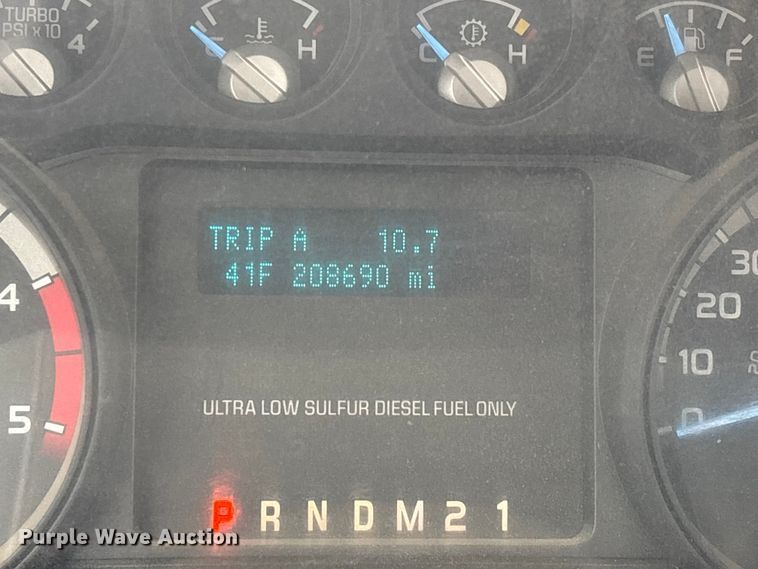 TURBO
PSI x 10
4
C H
C H
E F
TRIP A 10.7
41F 208690 mi
4
5
30
20
10
0
ULTRA LOW SULFUR DIESEL FUEL ONLY
P R N D M 2 1
Purple Wave Auction